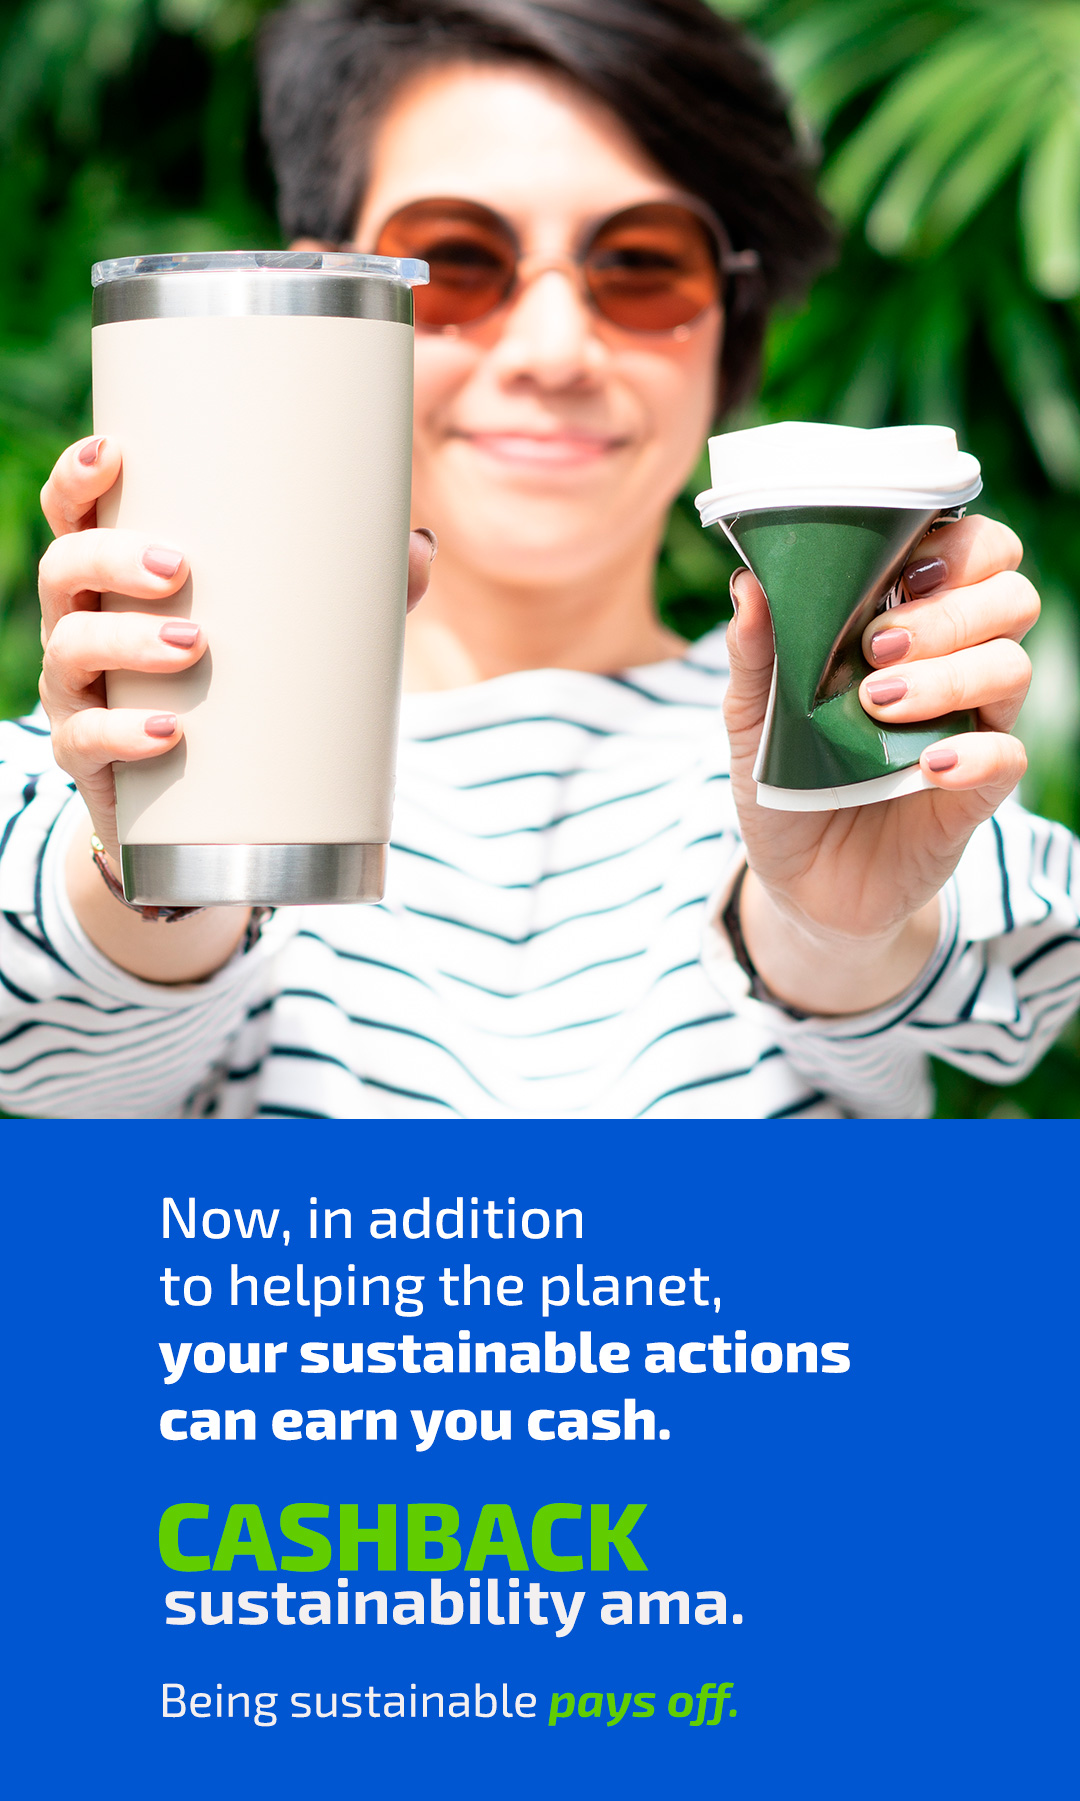 Now, in addition
to helping the planet,
your sustainable actions
can earn you cash.
CASHBACK
sustainability ama.
Being sustainable pays off.